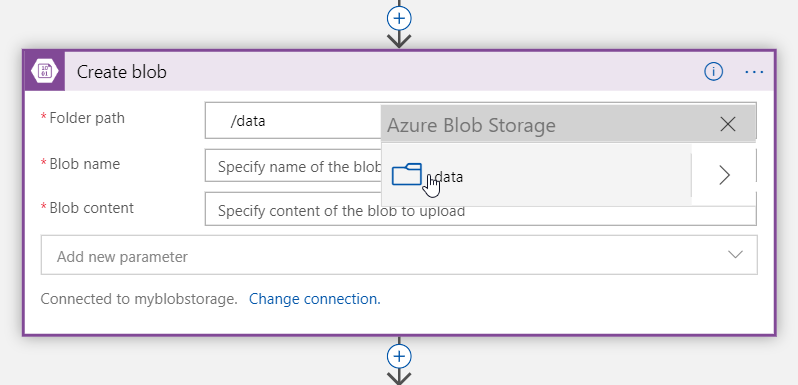 Create blob
* Folder path
/data
Azure Blob Storage
* Blob name
Specify name of the blob
data
* Blob content
Specify content of the blob to upload
Add new parameter
Connected to myblobstorage. Change connection.